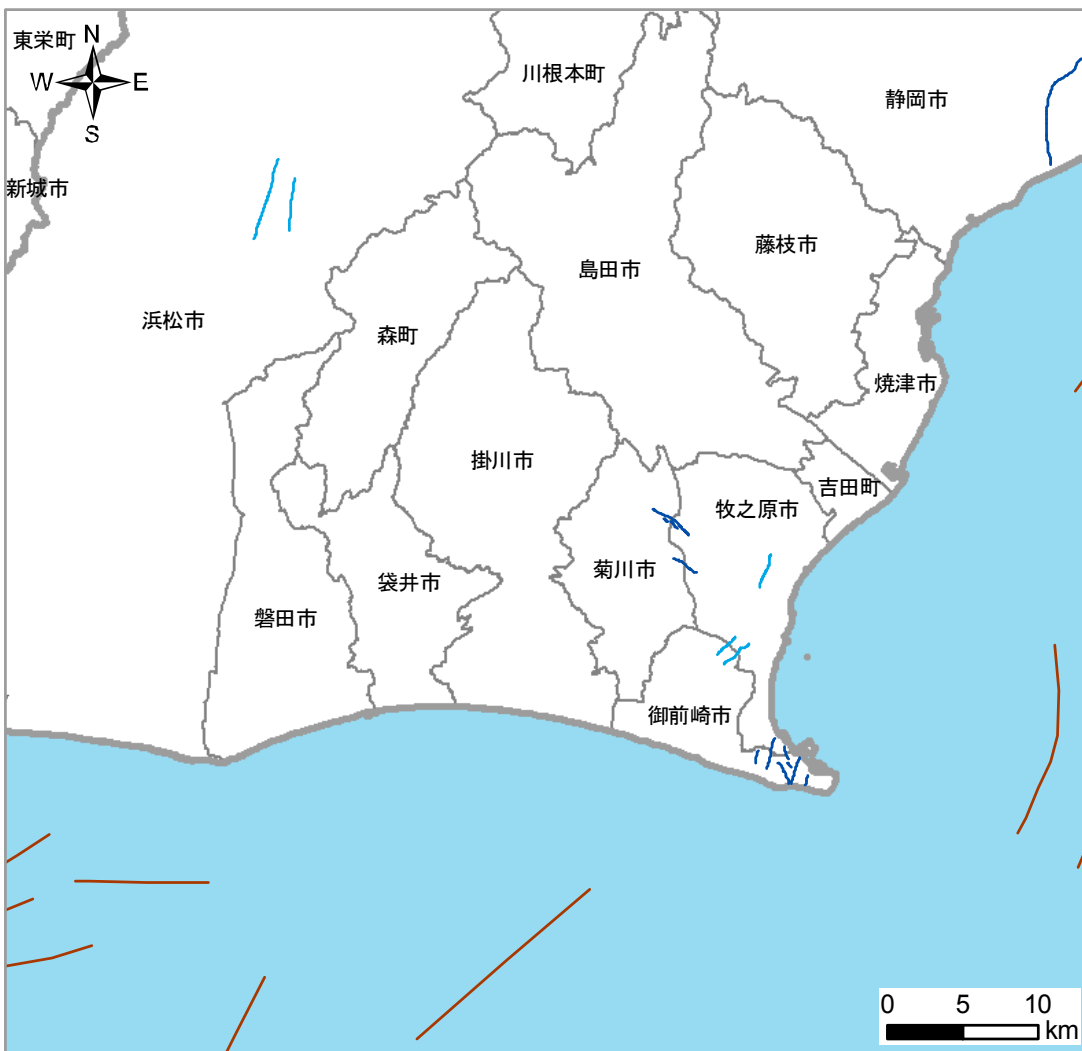 東栄町
N
W
E
S
川根本町
静岡市
新城市
藤枝市
島田市
浜松市
森町
焼津市
掛川市
吉田町
牧之原市
菊川市
袋井市
磐田市
御前崎市
0 5 10
km